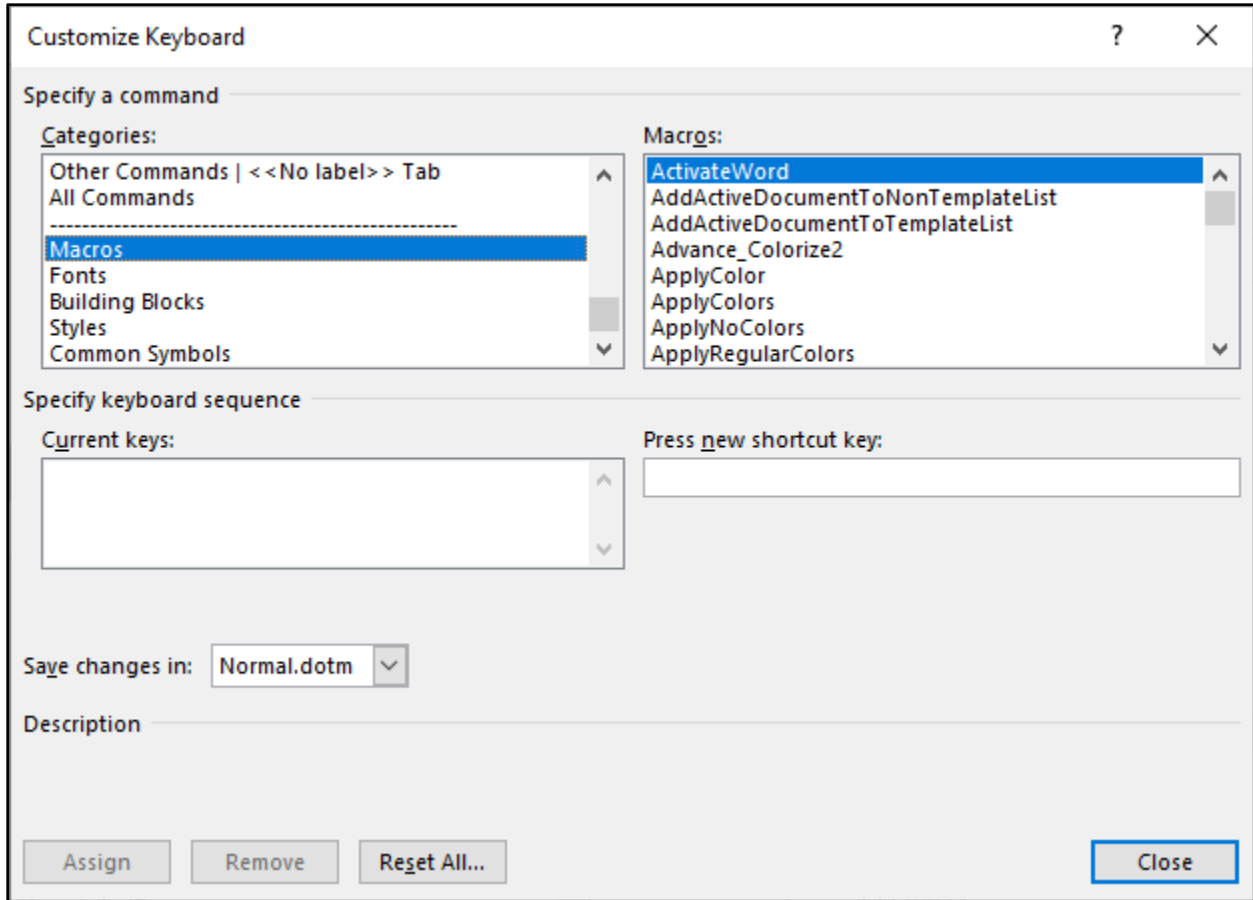 Customize Keyboard
?
Specify a command
Categories:
Other Commands | <<No label>> Tab
All Commands
---------------------------------------------------
Macros
Fonts
Building Blocks
Styles
Common Symbols
Macros:
ActivateWord
AddActiveDocumentToNonTemplateList
AddActiveDocumentToTemplateList
Advance_Colorize2
ApplyColor
ApplyColors
ApplyNoColors
ApplyRegularColors
Specify keyboard sequence
Current keys:
Press new shortcut key:
Save changes in: Normal.dotm
Description
Assign Remove Reset All... Close